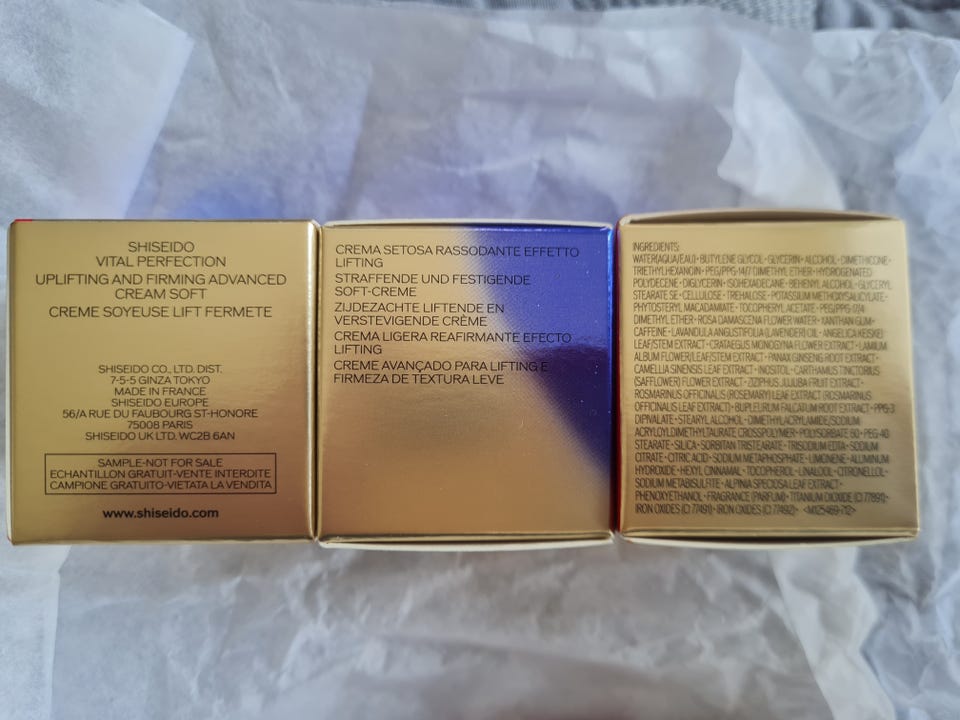 SHISEIDO
VITAL PERFECTION
UPLIFTING AND FIRMING ADVANCED
CREAM SOFT
CREME SOYEUSE LIFT FERMETE
SHISEIDO CO., LTD. DIST.
7-5-5 GINZA TOKYO
MADE IN FRANCE
SHISEIDO EUROPE
56/A RUE DU FAUBOURG ST-HONORE
75008 PARIS
SHISEIDO UK LTD. WC2B 6AN
SAMPLE-NOT FOR SALE
ECHANTILLON GRATUIT-VENTE INTERDITE
CAMPIONE GRATUITO-VIETATA LA VENDITA
www.shiseido.com
CREMA SETOSA RASSODANTE EFFETTO
LIFTING
STRAFFENDE UND FESTIGENDE
SOFT-CREME
ZIJDEZACHTE LIFTENDE EN
VERSTEVIGENDE CRÈME
CREMA LIGERA REAFIRMANTE EFECTO
LIFTING
CREME AVANÇADO PARA LIFTING E
FIRMEZA DE TEXTURA LEVE
INGREDIENTS:
WATER(AQUA/EAU)・BUTYLENE GLYCOL・GLYCERIN・ALCOHOL・DIMETHICONE・
TRIETHYLHEXANOIN・PEG/PPG-14/7 DIMETHYL ETHER・HYDROGENATED
POLYDECENE・DIGLYCERIN・ISOHEXADECANE・BEHENYL ALCOHOL・GLYCERYL
STEARATE SE・CELLULOSE・TREHALOSE・POTASSIUM METHOXYSALICYLATE・
PHYTOSTERYL MACADAMIATE・TOCOPHERYL ACETATE・PEG/PPG-17/4
DIMETHYL ETHER・ROSA DAMASCENA FLOWER WATER・XANTHAN GUM・
CAFFEINE・LAVANDULA ANGUSTIFOLIA (LAVENDER) OIL・ANGELICA KEISKEI
LEAF/STEM EXTRACT・CRATAEGUS MONOGYNA FLOWER EXTRACT・LAMIUM
ALBUM FLOWER/LEAF/STEM EXTRACT・PANAX GINSENG ROOT EXTRACT・
CAMELLIA SINENSIS LEAF EXTRACT・INOSITOL・CARTHAMUS TINCTORIUS
(SAFFLOWER) FLOWER EXTRACT・ZIZIPHUS JUJUBA FRUIT EXTRACT・
ROSMARINUS OFFICINALIS (ROSEMARY) LEAF EXTRACT (ROSMARINUS
OFFICINALIS LEAF EXTRACT)・BUPLEURUM FALCATUM ROOT EXTRACT・PPG-3
DIPIVALATE・STEARYL ALCOHOL・DIMETHYLACRYLAMIDE/SODIUM
ACRYLOYLDIMETHYLTAURATE CROSSPOLYMER・POLYSORBATE 60・PEG-40
STEARATE・SILICA・SORBITAN TRISTEARATE・TRISODIUM EDTA・SODIUM
CITRATE・CITRIC ACID・SODIUM METAPHOSPHATE・LIMONENE・ALUMINUM
HYDROXIDE・HEXYL CINNAMAL・TOCOPHEROL・LINALOOL・CITRONELLOL・
SODIUM METABISULFITE・ALPINIA SPECIOSA LEAF EXTRACT・
PHENOXYETHANOL・FRAGRANCE (PARFUM)・TITANIUM DIOXIDE (CI 77891)・
IRON OXIDES (CI 77491)・IRON OXIDES (CI 77492)・ <M125469-712>